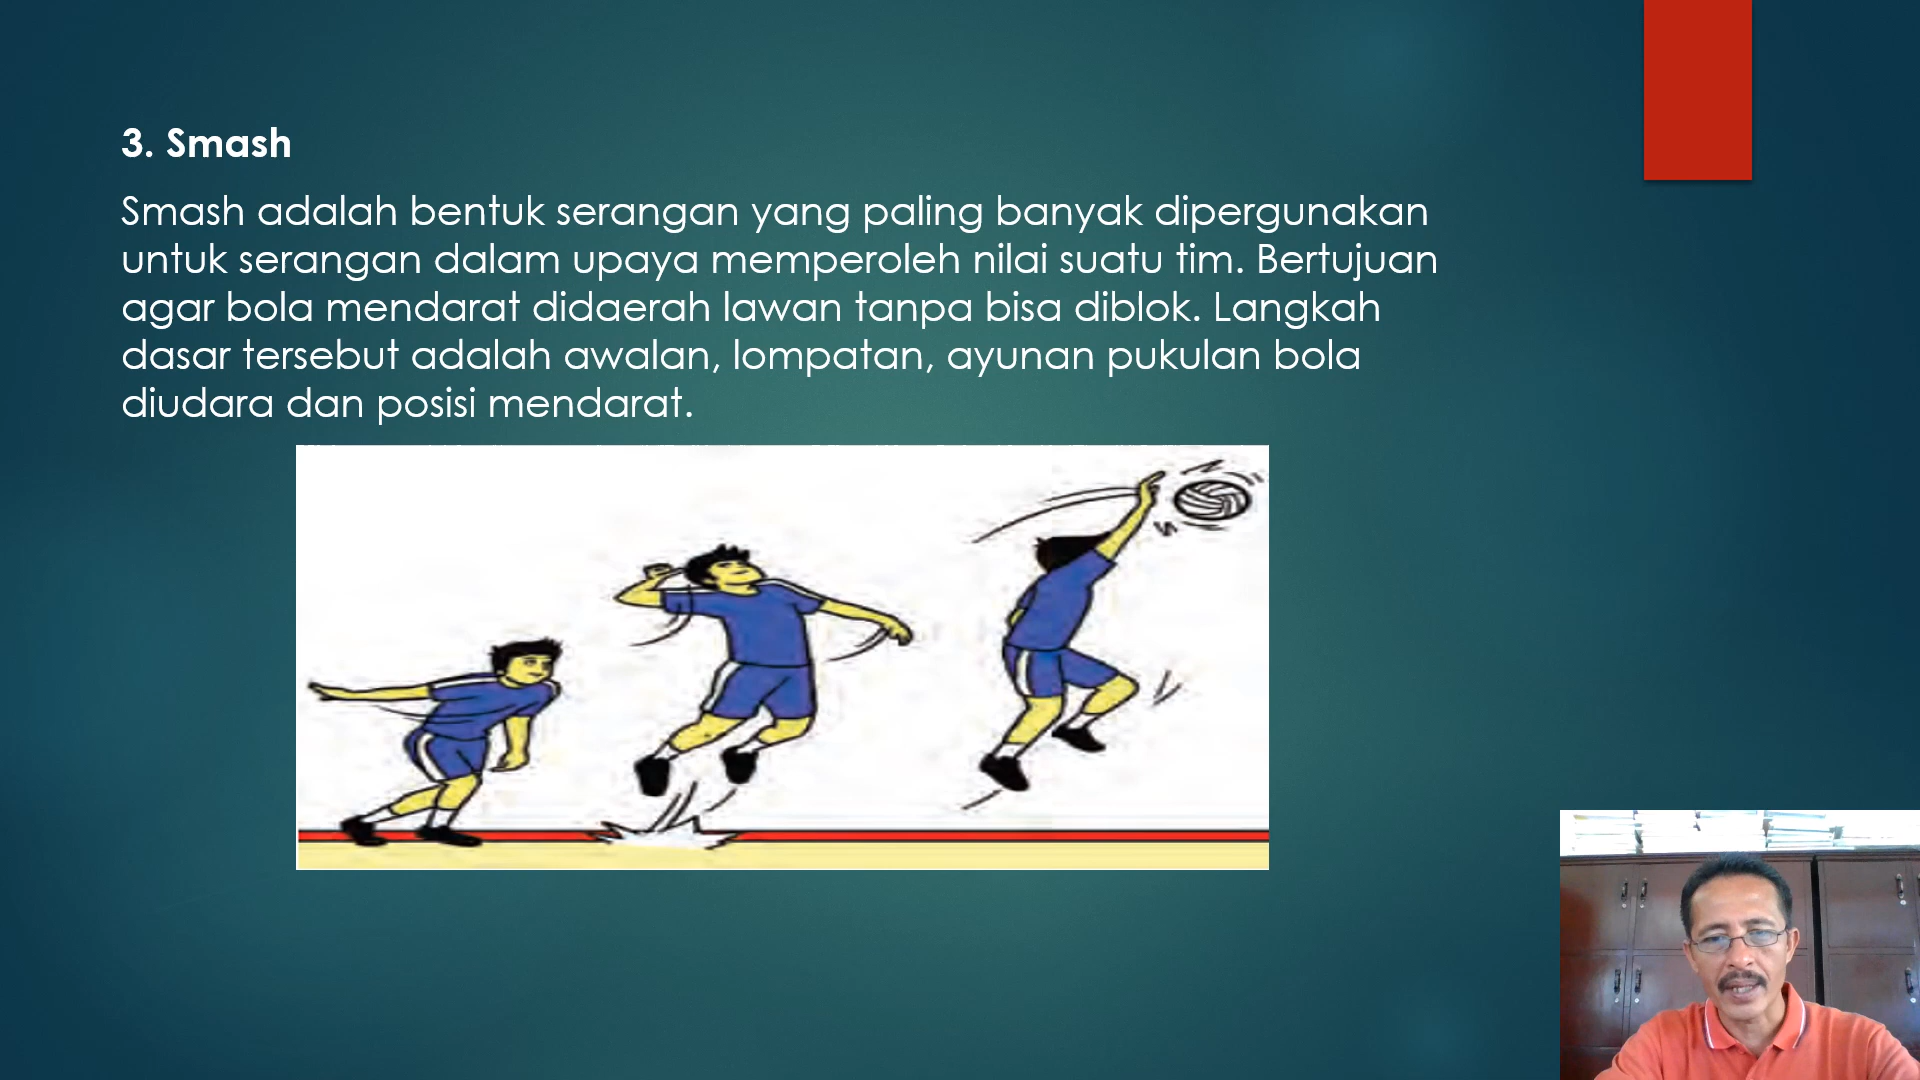 3. Smash
Smash adalah bentuk serangan yang paling banyak dipergunakan
untuk serangan dalam upaya memperoleh nilai suatu tim. Bertujuan
agar bola mendarat didaerah lawan tanpa bisa diblok. Langkah
dasar tersebut adalah awalan, lompatan, ayunan pukulan bola
diudara dan posisi mendarat.